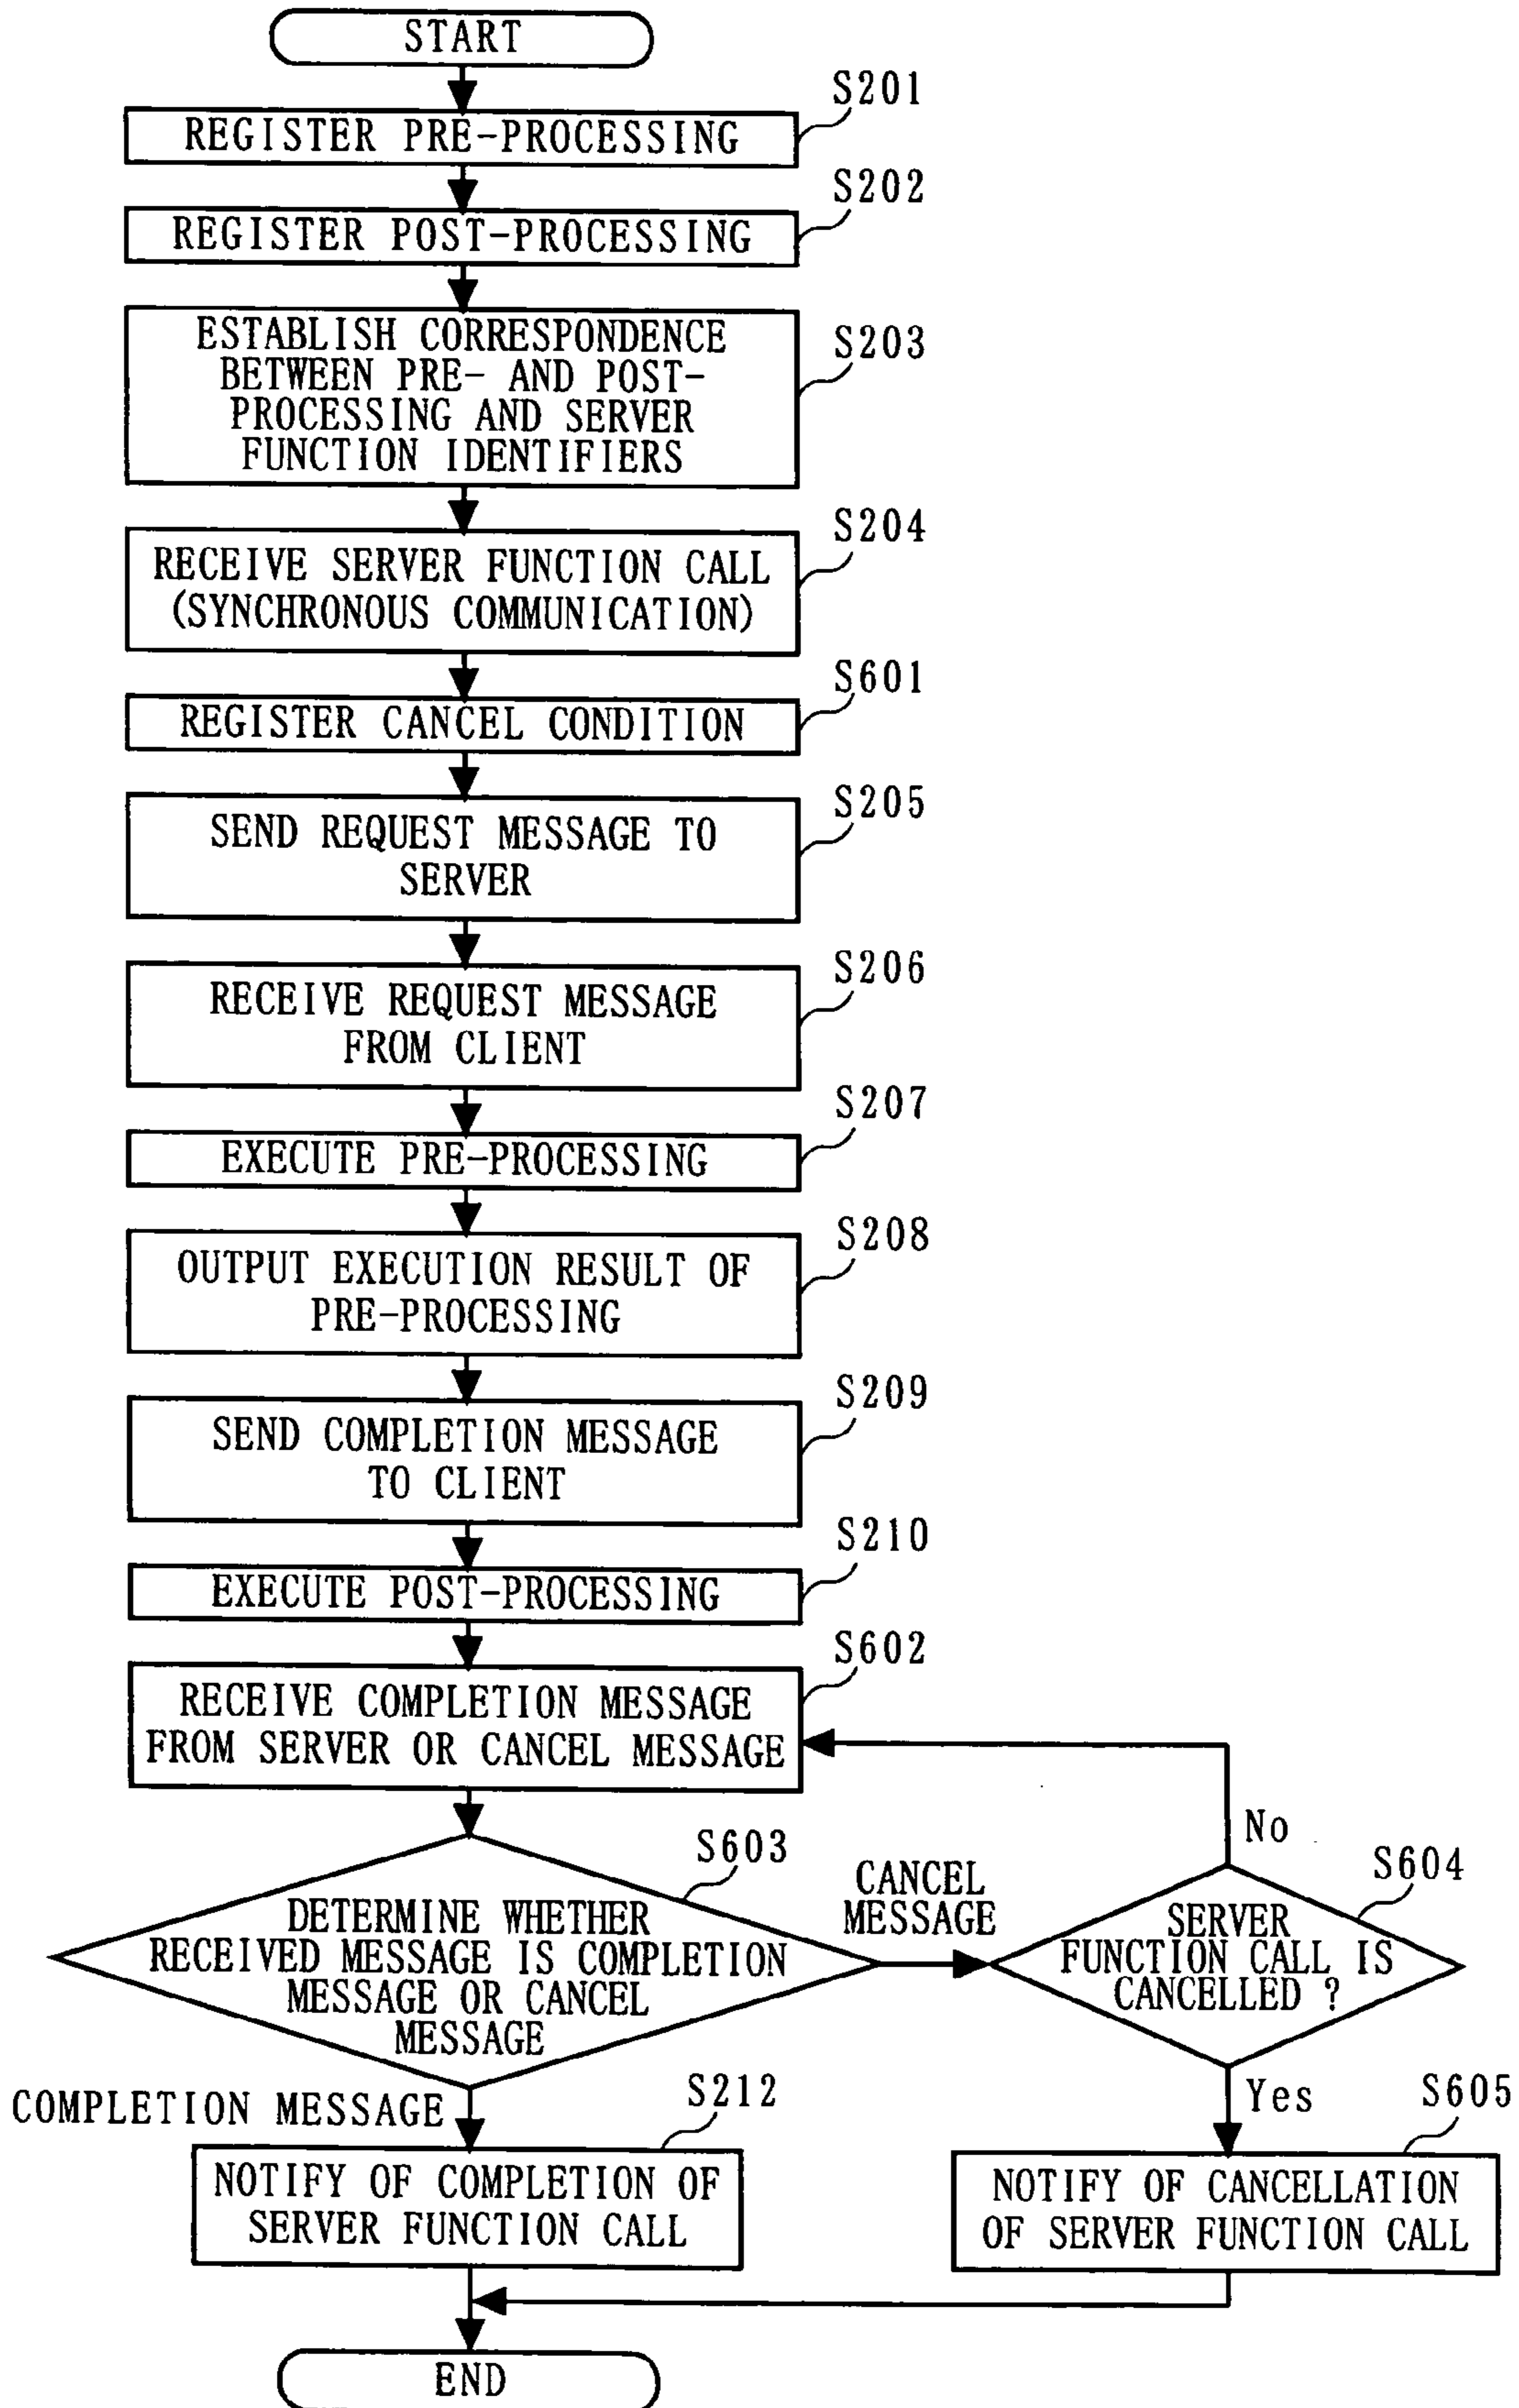 START
S201
REGISTER PRE-PROCESSING
S202
REGISTER POST-PROCESSING
S203
ESTABLISH CORRESPONDENCE
BETWEEN PRE- AND POST-
PROCESSING AND SERVER
FUNCTION IDENTIFIERS
S204
RECEIVE SERVER FUNCTION CALL
(SYNCHRONOUS COMMUNICATION)
S601
REGISTER CANCEL CONDITION
S205
SEND REQUEST MESSAGE TO
SERVER
S206
RECEIVE REQUEST MESSAGE
FROM CLIENT
S207
EXECUTE PRE-PROCESSING
S208
OUTPUT EXECUTION RESULT OF
PRE-PROCESSING
S209
SEND COMPLETION MESSAGE
TO CLIENT
S210
EXECUTE POST-PROCESSING
S602
RECEIVE COMPLETION MESSAGE
FROM SERVER OR CANCEL MESSAGE
S603
DETERMINE WHETHER
RECEIVED MESSAGE IS COMPLETION
MESSAGE OR CANCEL
MESSAGE
CANCEL
MESSAGE
No
S604
SERVER
FUNCTION CALL IS
CANCELLED ?
COMPLETION MESSAGE
S212
NOTIFY OF COMPLETION OF
SERVER FUNCTION CALL
Yes
S605
NOTIFY OF CANCELLATION
OF SERVER FUNCTION CALL
END